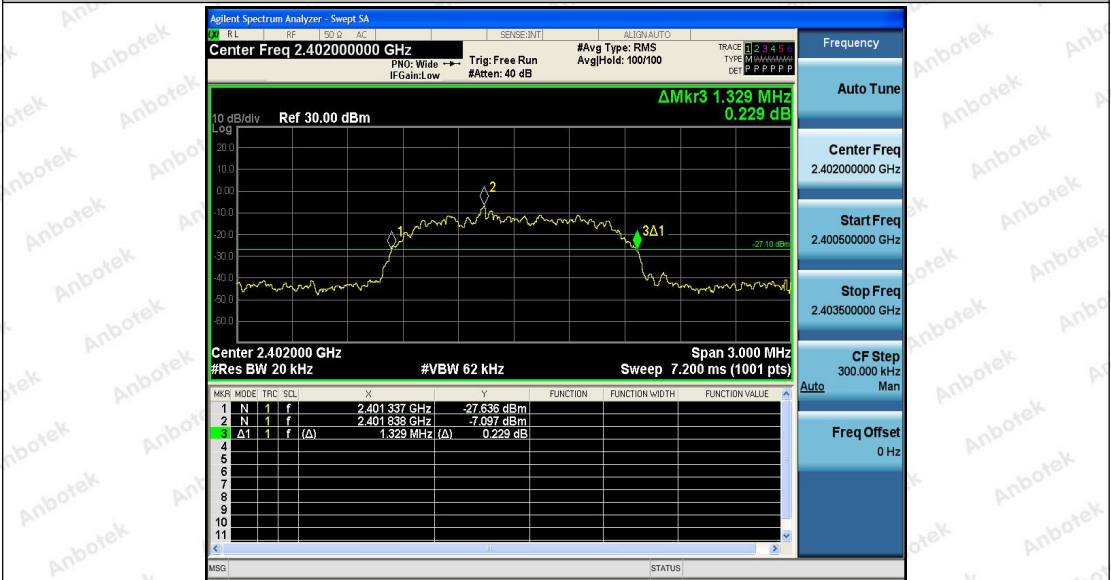 Agilent Spectrum Analyzer - Swept SA
RL RF 50 Ω AC SENSE:INT ALIGNAUTO
Center Freq 2.402000000 GHz
PNO: Wide
IFGain:Low
Trig: Free Run
#Atten: 40 dB
#Avg Type: RMS
Avg|Hold: 100/100
TRACE 1 2 3 4 5 6
TYPE M WWWWW
DET P P P P P P
Frequency
ΔMkr3 1.329 MHz
0.229 dB
10 dB/div Ref 30.00 dBm
Log
20.0
10.0
0.00
-10.0
-20.0
-30.0
-40.0
-50.0
-60.0
1
2
3Δ1
-27.10 dBm
Center 2.402000 GHz Span 3.000 MHz
#Res BW 20 kHz #VBW 62 kHz Sweep 7.200 ms (1001 pts)
MKR MODE TRC SCL X Y FUNCTION FUNCTION WIDTH FUNCTION VALUE
1 N 1 f 2.401 337 GHz -27.636 dBm
2 N 1 f 2.401 838 GHz -7.097 dBm
3 Δ1 1 f (Δ) 1.329 MHz (Δ) 0.229 dB
4
5
6
7
8
9
10
11
MSG STATUS
Auto Tune
Center Freq
2.402000000 GHz
Start Freq
2.400500000 GHz
Stop Freq
2.403500000 GHz
CF Step
300.000 kHz
Auto Man
Freq Offset
0 Hz
Anbotek